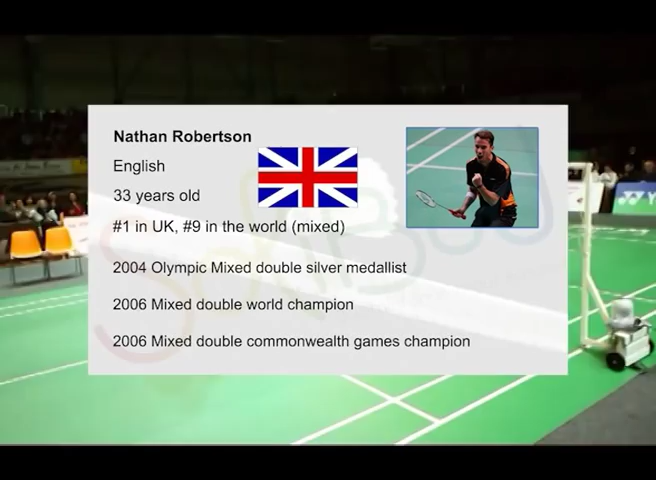 Nathan Robertson
English
33 years old
#1 in UK, #9 in the world (mixed)
2004 Olympic Mixed double silver medallist
2006 Mixed double world champion
2006 Mixed double commonwealth games champion